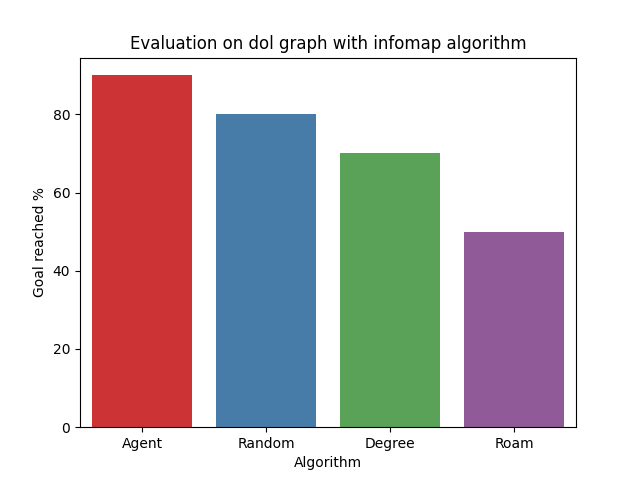 Evaluation on dol graph with infomap algorithm
Goal reached %
80
60
40
20
0
Agent Random Degree Roam
Algorithm